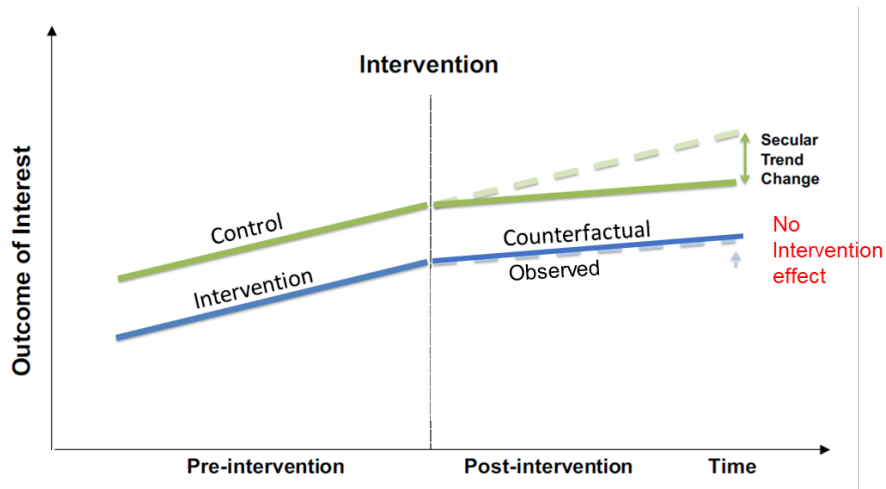 Intervention
Outcome of Interest
Control
Intervention
Counterfactual
Observed
Secular
Trend
Change
No
Intervention
effect
Pre-intervention
Post-intervention
Time